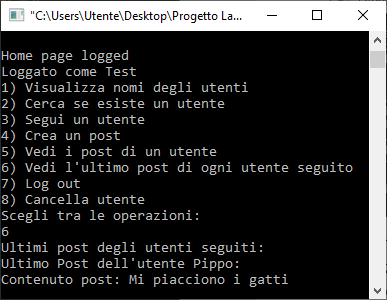 "C:\Users\Utente\Desktop\Progetto La...
Home page logged
Loggato come Test
1) Visualizza nomi degli utenti
2) Cerca se esiste un utente
3) Segui un utente
4) Crea un post
5) Vedi i post di un utente
6) Vedi l'ultimo post di ogni utente seguito
7) Log out
8) Cancella utente
Scegli tra le operazioni:
6
Ultimi post degli utenti seguiti:
Ultimo Post dell'utente Pippo:
Contenuto post: Mi piacciono i gatti